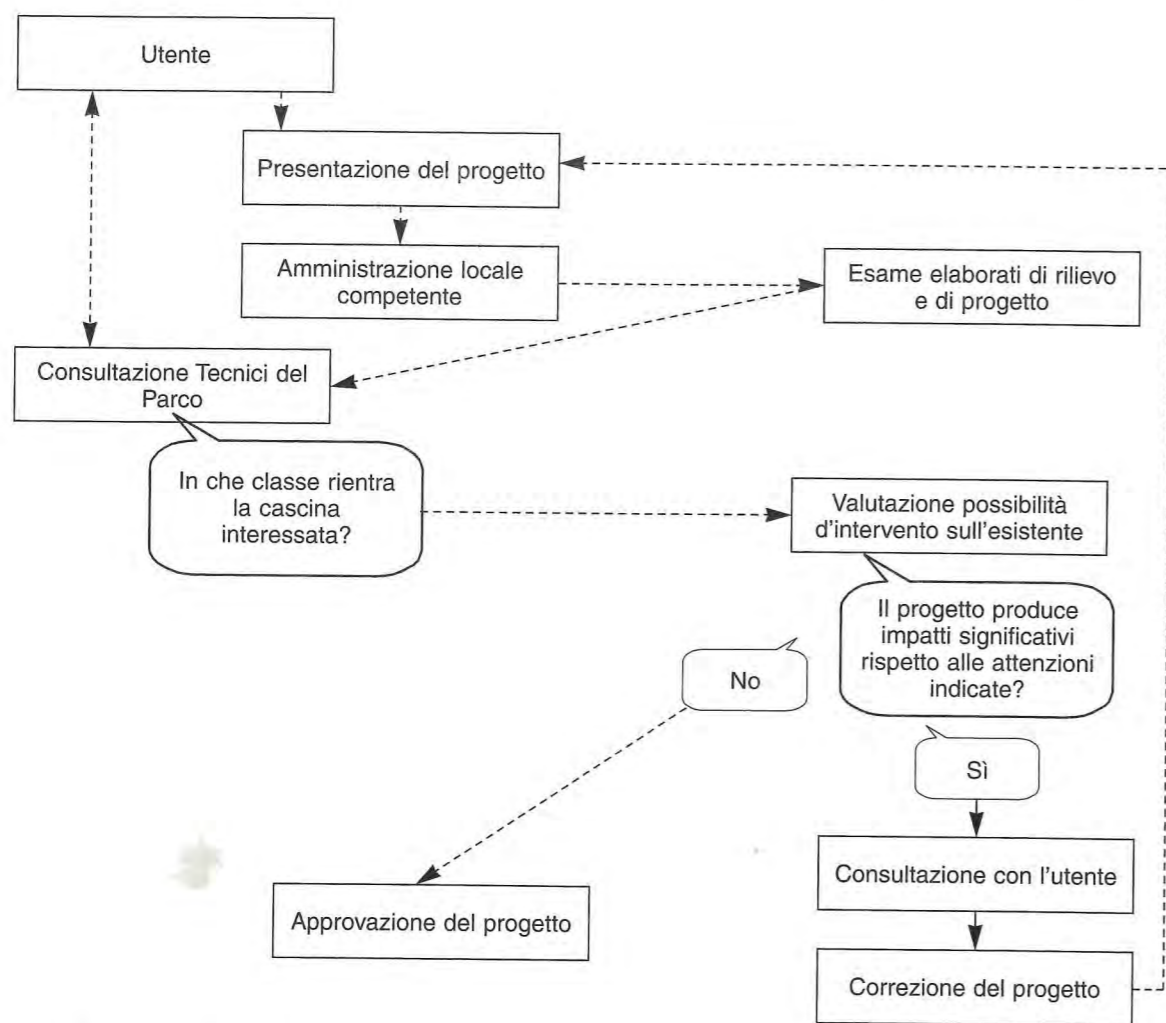 Utente
Presentazione del progetto
Amministrazione locale
competente
Esame elaborati di rilievo
e di progetto
Consultazione Tecnici del
Parco
In che classe rientra
la cascina
interessata?
Valutazione possibilità
d'intervento sull'esistente
Il progetto produce
impatti significativi
rispetto alle attenzioni
indicate?
No
Sì
Consultazione con l'utente
Approvazione del progetto
Correzione del progetto